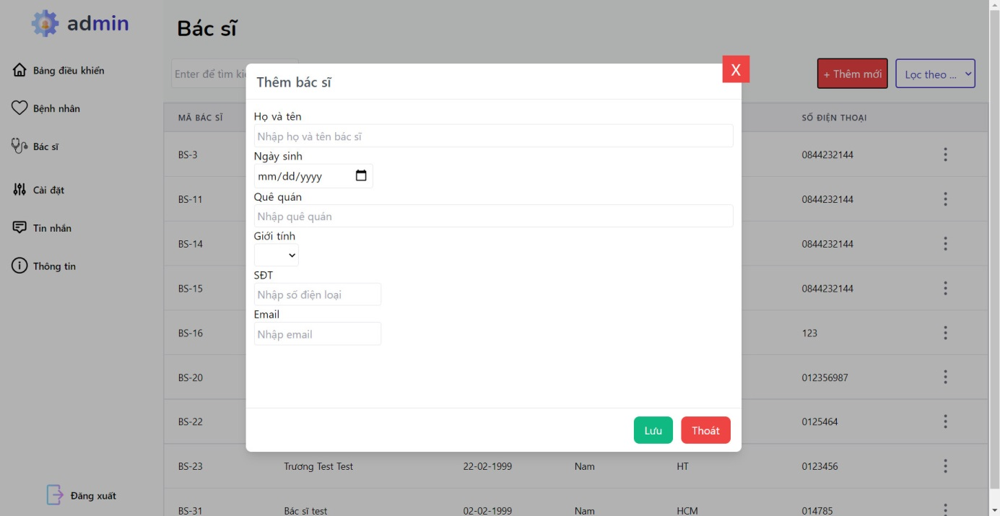 admin
Bác sĩ
Bảng điều khiển
Bệnh nhân
Bác sĩ
Cài đặt
Tin nhắn
Thông tin
Đăng xuất
Enter để tìm
+ Thêm mới
Lọc theo ...
Thêm bác sĩ
X
Họ và tên
Nhập họ và tên bác sĩ
Ngày sinh
mm/dd/yyyy
Quê quán
Nhập quê quán
Giới tính
SĐT
Nhập số điện loại
Email
Nhập email
Lưu
Thoát
MÃ BÁC SĨ SỐ ĐIỆN THOẠI
BS-3 0844232144
BS-11 0844232144
BS-14 0844232144
BS-15 0844232144
BS-16 123
BS-20 012356987
BS-22 0125464
BS-23 Trương Test Test 22-02-1999 Nam HT 0123456
BS-31 Bác sĩ test 02-02-1999 Nam HCM 014785